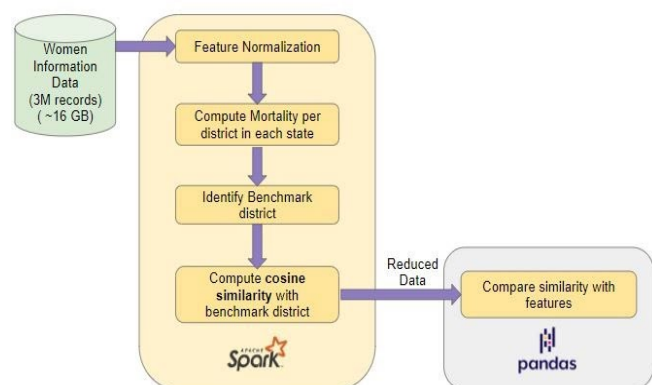 Women
Information
Data
(3M records)
( ~16 GB)
Feature Normalization
Compute Mortality per
district in each state
Identify Benchmark
district
Compute cosine
similarity with
benchmark district
APACHE
Spark
Reduced
Data
Compare similarity with
features
pandas